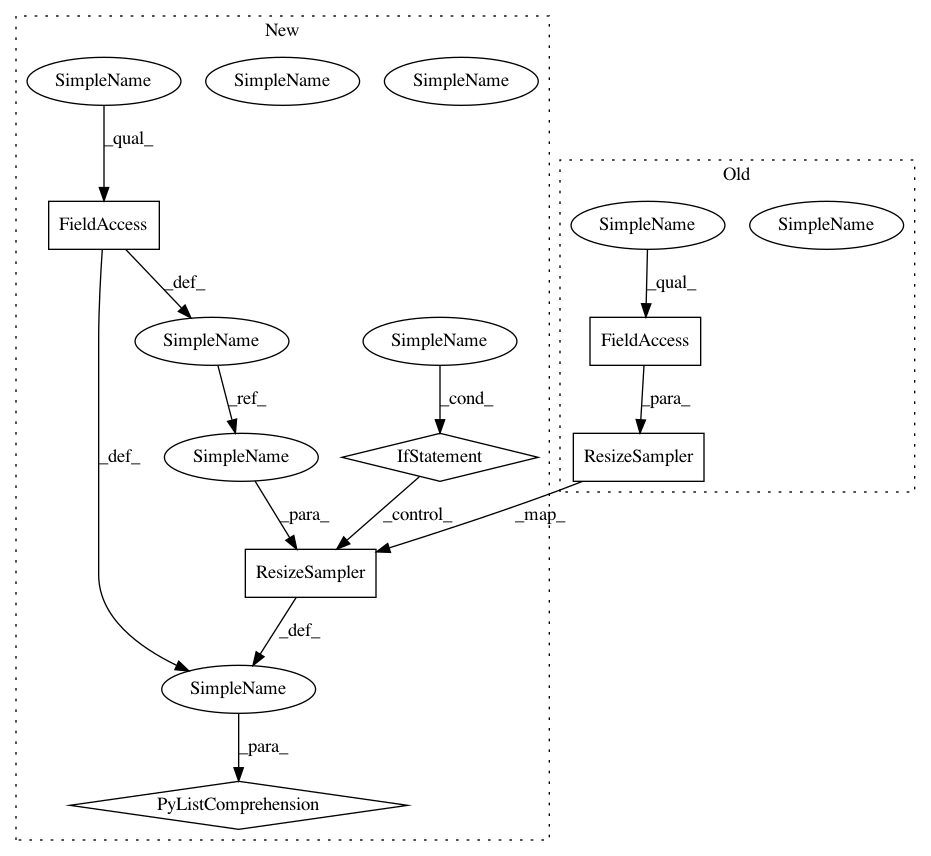 New
SimpleName
SimpleName
SimpleName
_qual_
Old
FieldAccess
SimpleName
SimpleName
_def_
_qual_
SimpleName
SimpleName
FieldAccess
_ref_
_cond_
_para_
_def_
SimpleName
IfStatement
ResizeSampler
_para_
_control_
_map_
ResizeSampler
_def_
SimpleName
_para_
PyListComprehension